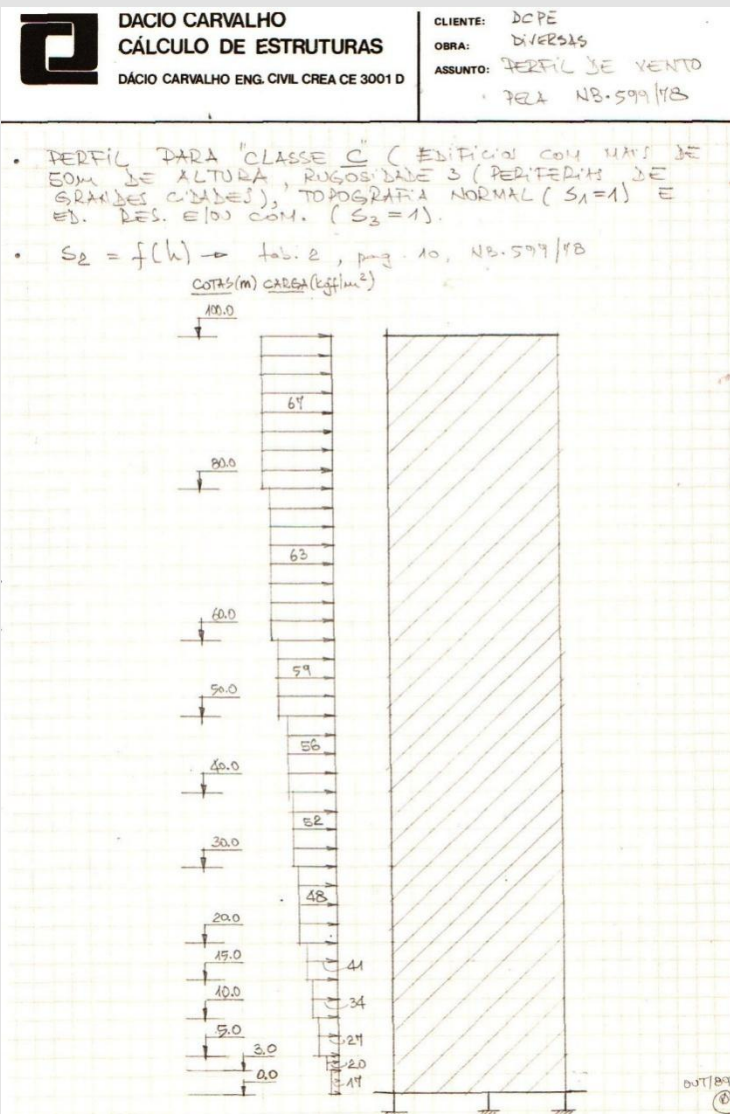 DÁCIO CARVALHO
CÁLCULO DE ESTRUTURAS
DÁCIO CARVALHO ENG. CIVIL CREA CE 3001 D
CLIENTE: DCPE
OBRA: DIVERSAS
ASSUNTO: PERFIL DE VENTO
PELA NB-599/78
• PERFIL PARA "CLASSE C" (EDIFÍCIOS COM MAIS DE
50m DE ALTURA, RUGOSIDADE 3 (PERIFERIAS DE
GRANDES CIDADES), TOPOGRAFIA NORMAL (S1=1) E
ED. RES. E/OU COM. (S3=1).
• S2 = f(h) → tab. 2, pag. 10, NB-599/78
COTAS(m) CARGA(kgf/m²)
100.0
67
80.0
63
60.0
59
50.0
56
40.0
52
30.0
48
20.0
41
15.0
34
10.0
27
5.0
20
3.0
17
0.0
OUT/89